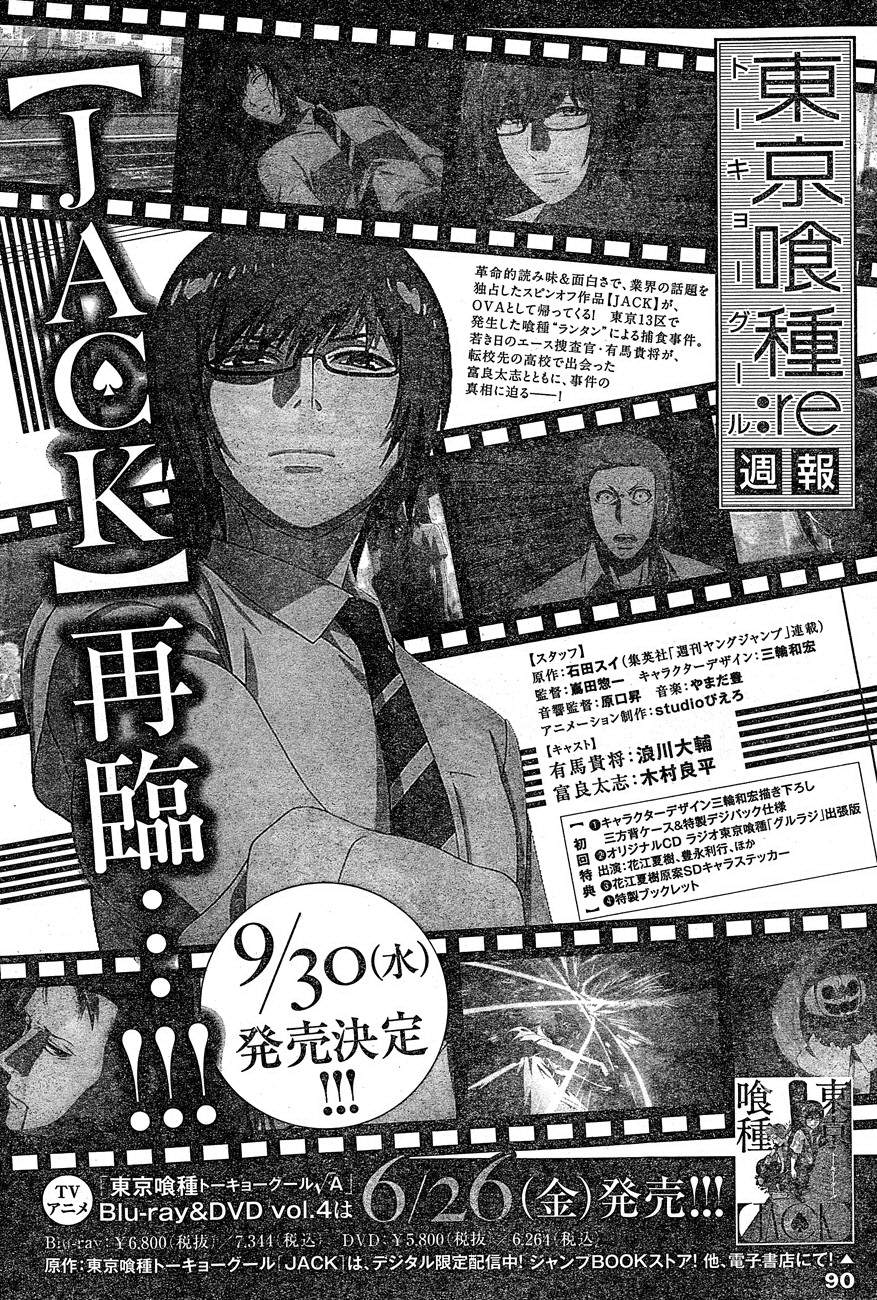 東京喰種:re
トーキョーグール
週報
【JACK】再臨……!!!
革命的読み味&面白さで、業界の話題を
独占したスピンオフ作品【JACK】が、
OVAとして帰ってくる! 東京13区で
発生した喰種“ランタン”による捕食事件。
若き日のエース捜査官・有馬貴将が、
転校先の高校で出会った
富良太志とともに、事件の
真相に迫る——!
【スタッフ】
原作:石田スイ(集英社「週刊ヤングジャンプ」連載)
監督:嶌田惣一 キャラクターデザイン:三輪和宏
音響監督:原口昇 音楽:やまだ豊
アニメーション制作:studioぴえろ
【キャスト】
有馬貴将:浪川大輔
富良太志:木村良平
【初回特典】
❶キャラクターデザイン三輪和宏描き下ろし
三方背ケース&特製デジパック仕様
❷オリジナルCD ラジオ東京喰種「グルラジ」出張版
出演:花江夏樹、豊永利行、ほか
❸花江夏樹原案SDキャラステッカー
❹特製ブックレット
9/30(水)
発売決定
!!!
東京喰種
JACK
TVアニメ
「東京喰種トーキョーグール√A」
Blu-ray&DVD vol.4は
6/26(金)発売!!!
Blu-ray:¥6,800(税抜)/7,344(税込) DVD:¥5,800(税抜)/6,264(税込)
原作:東京喰種トーキョーグール[JACK]は、デジタル限定配信中! ジャンプBOOKストア! 他、電子書店にて! ▲
90